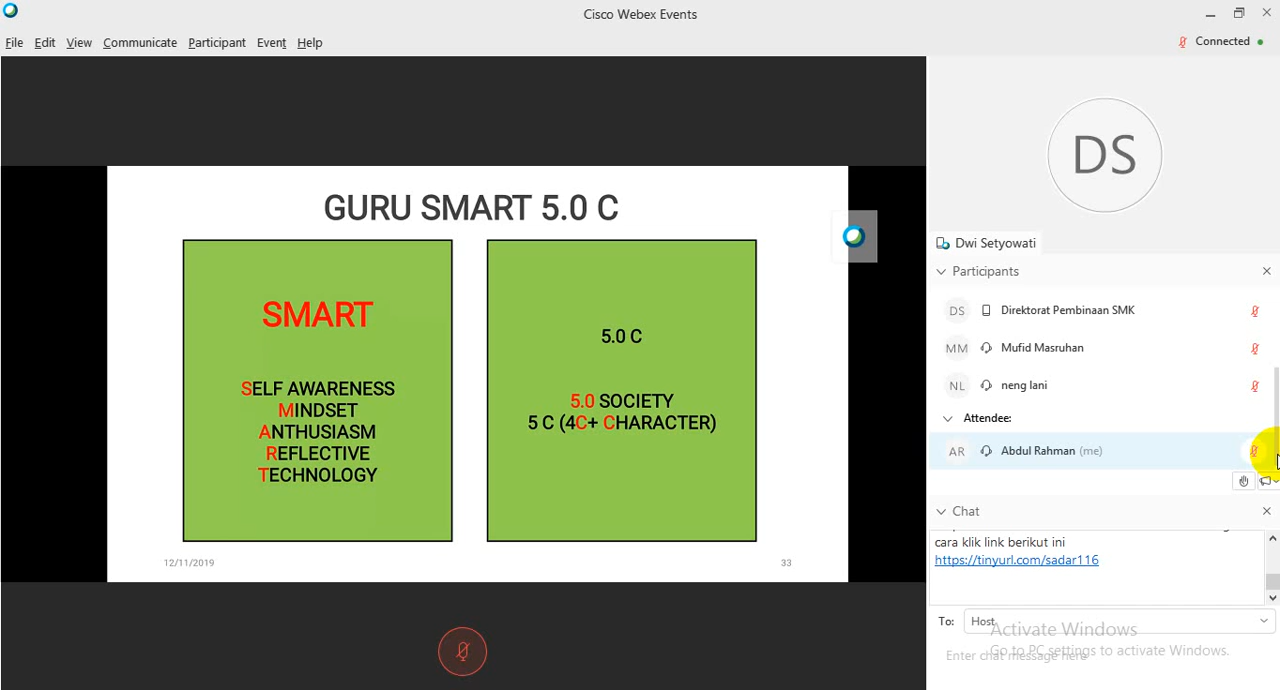 Cisco Webex Events
File Edit View Communicate Participant Event Help
Connected
GURU SMART 5.0 C
SMART
SELF AWARENESS
MINDSET
ANTHUSIASM
REFLECTIVE
TECHNOLOGY
5.0 C
5.0 SOCIETY
5 C (4C+ CHARACTER)
12/11/2019
33
DS
Dwi Setyowati
Participants
DS Direktorat Pembinaan SMK
MM Mufid Masruhan
NL neng lani
Attendee:
AR Abdul Rahman (me)
Chat
cara klik link berikut ini
https://tinyurl.com/sadar116
To: Host
Activate Windows
Go to PC settings to activate Windows.
Enter chat message here